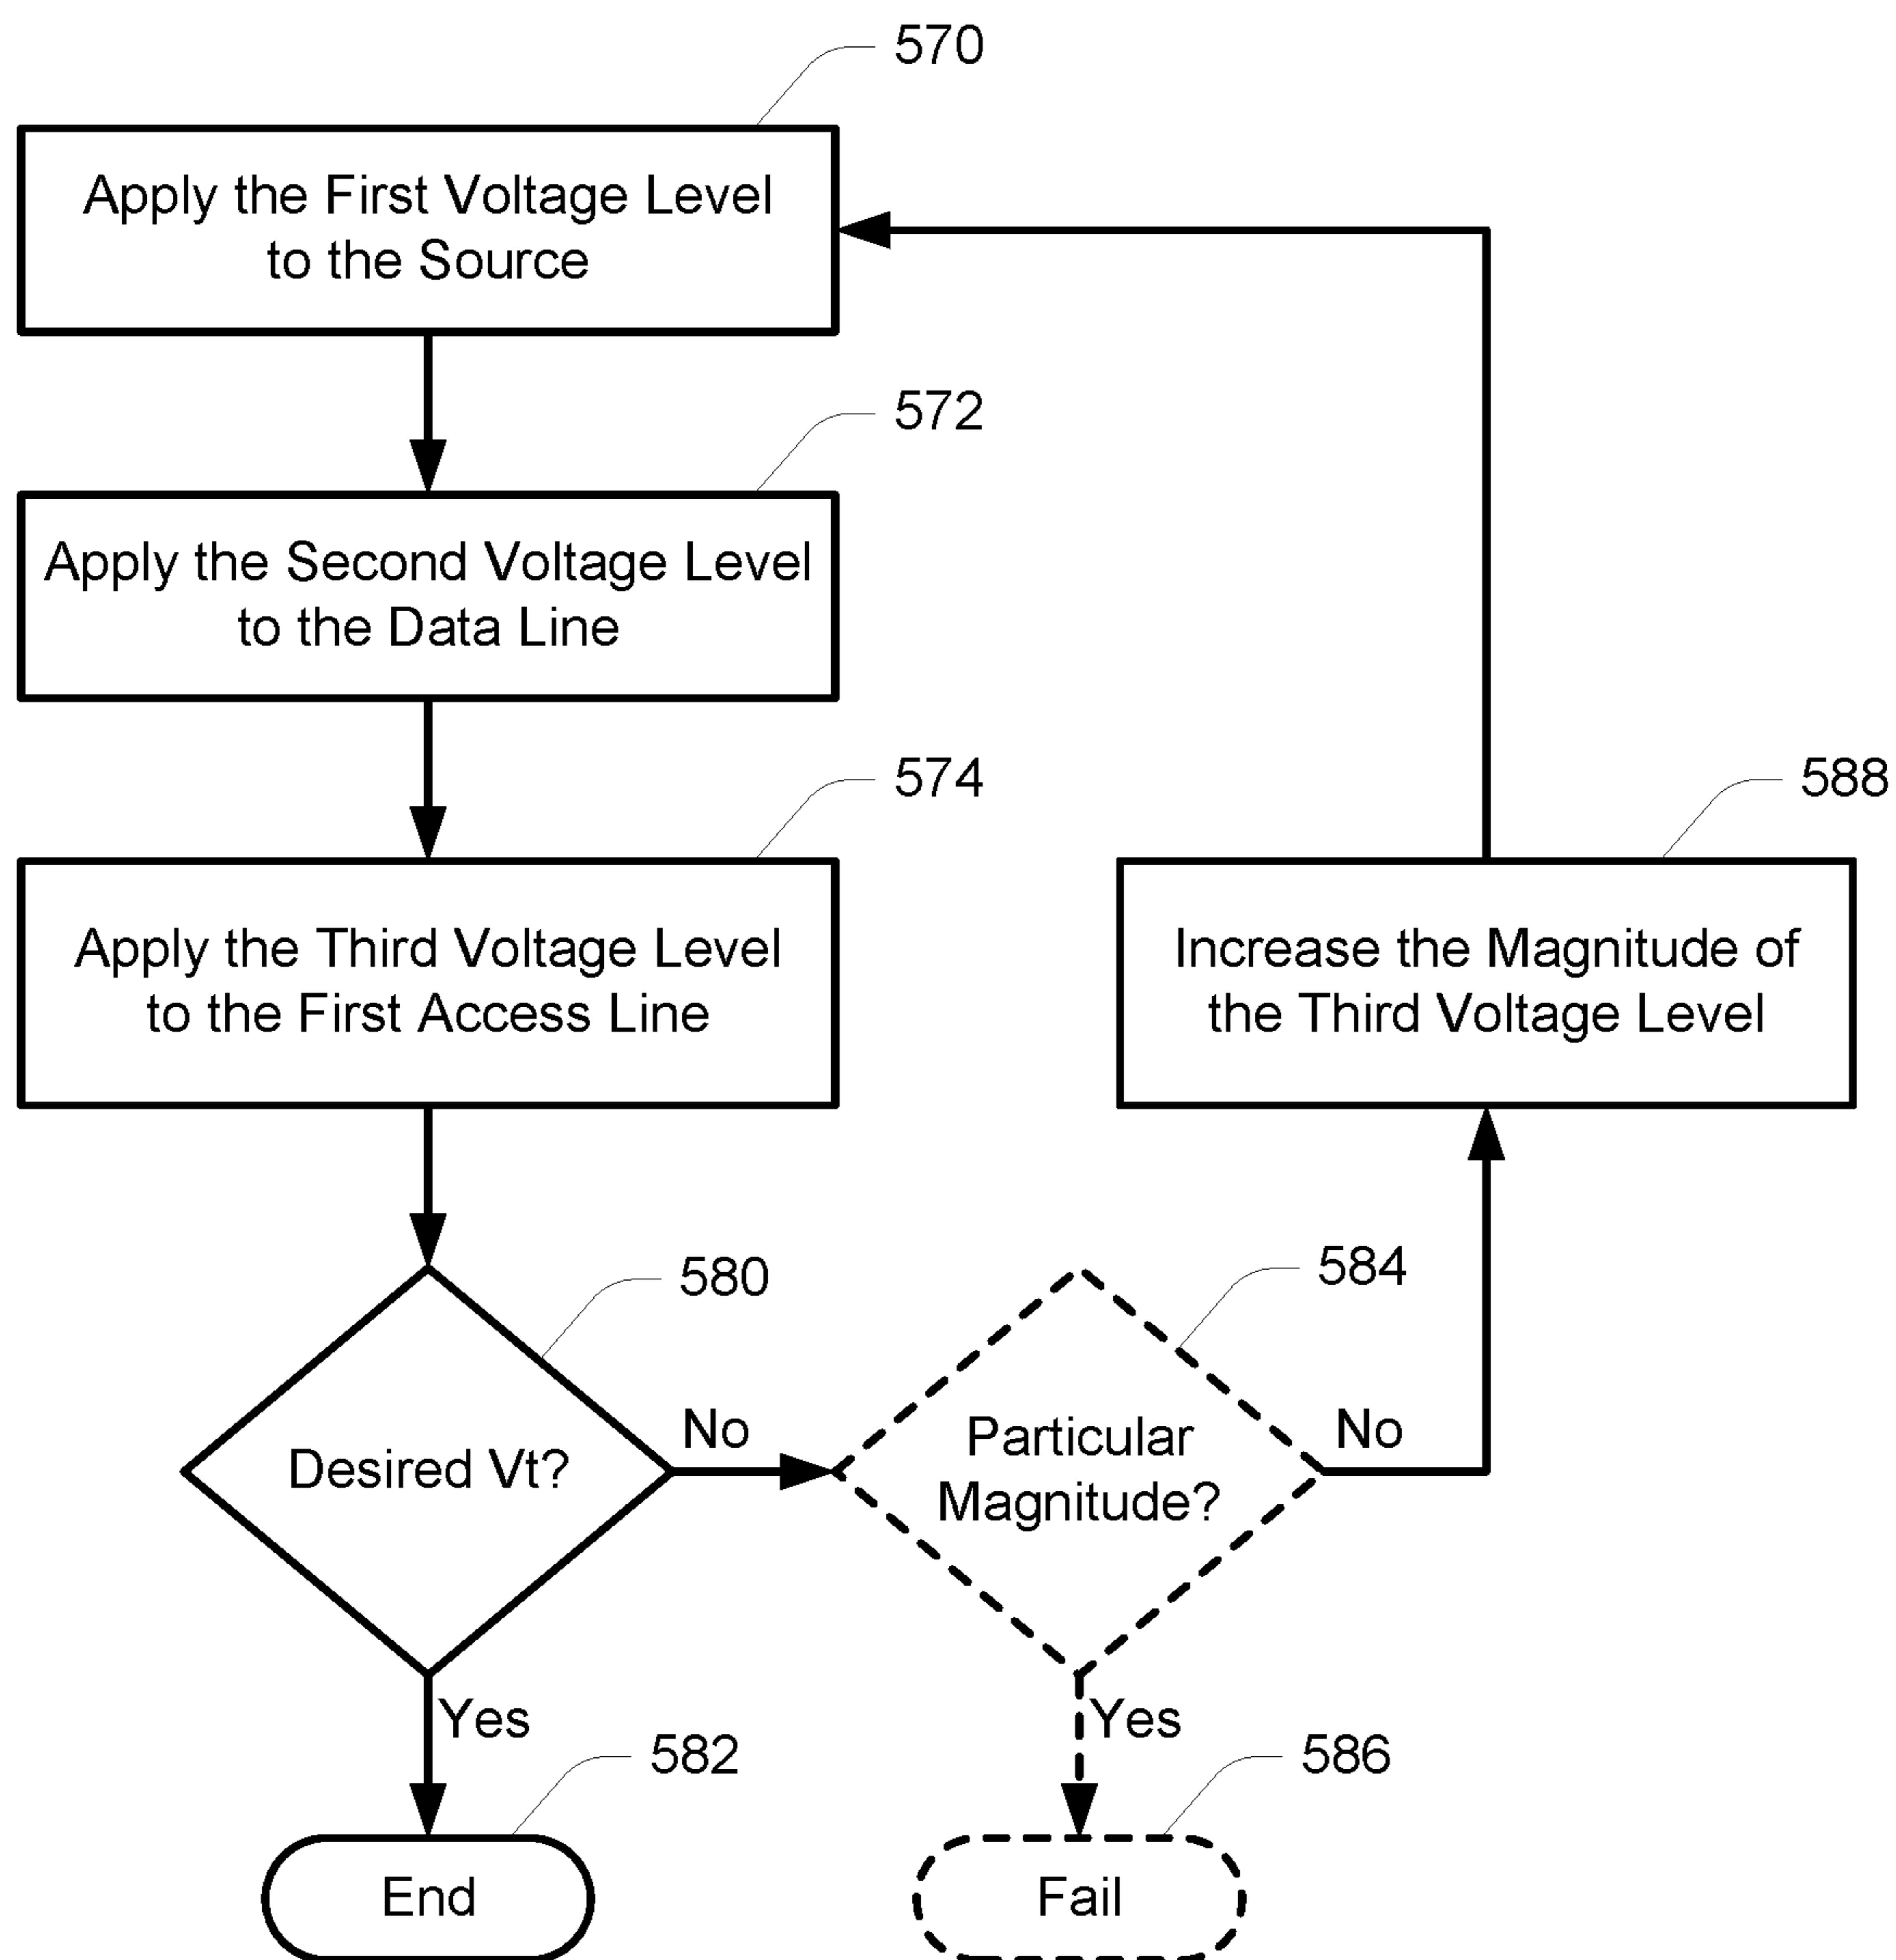 570
Apply the First Voltage Level
to the Source
572
Apply the Second Voltage Level
to the Data Line
574
Apply the Third Voltage Level
to the First Access Line
588
Increase the Magnitude of
the Third Voltage Level
580
Desired Vt?
No
584
Particular
Magnitude?
No
Yes
582
End
Yes
586
Fail